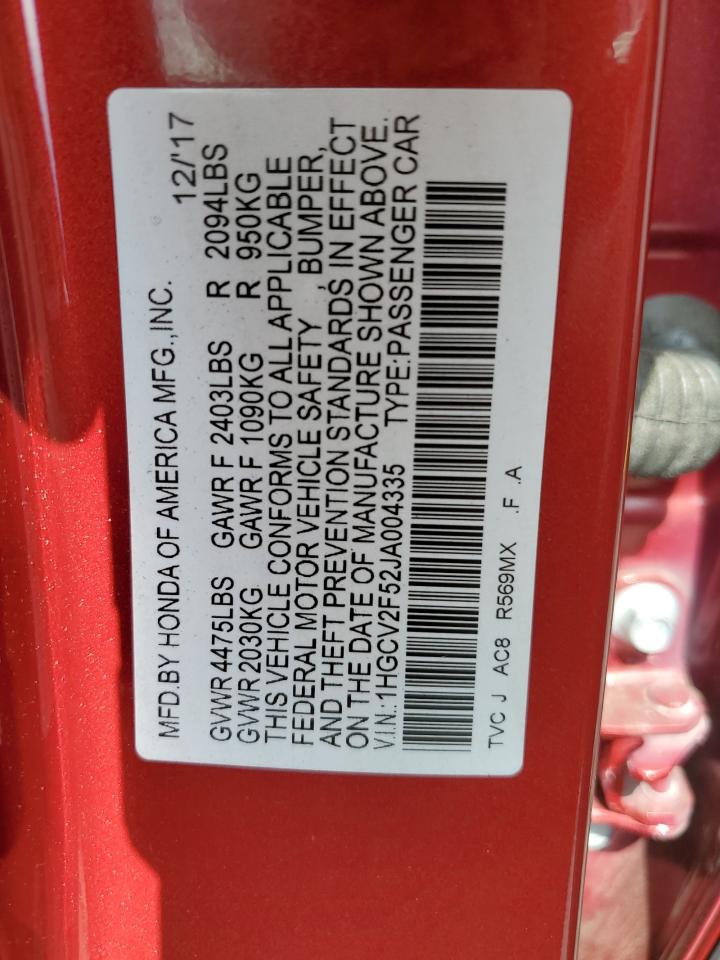 MFD.BY HONDA OF AMERICA MFG.,INC. 12/'17
GVWR 4475LBS GAWR F 2403LBS R 2094LBS
GVWR 2030KG GAWR F 1090KG R 950KG
THIS VEHICLE CONFORMS TO ALL APPLICABLE
FEDERAL MOTOR VEHICLE SAFETY , BUMPER,
AND THEFT PREVENTION STANDARDS IN EFFECT
ON THE DATE OF MANUFACTURE SHOWN ABOVE.
V.I.N.:1HGCV2F52JA004335 TYPE:PASSENGER CAR
TVC J AC8 R569MX .F .A